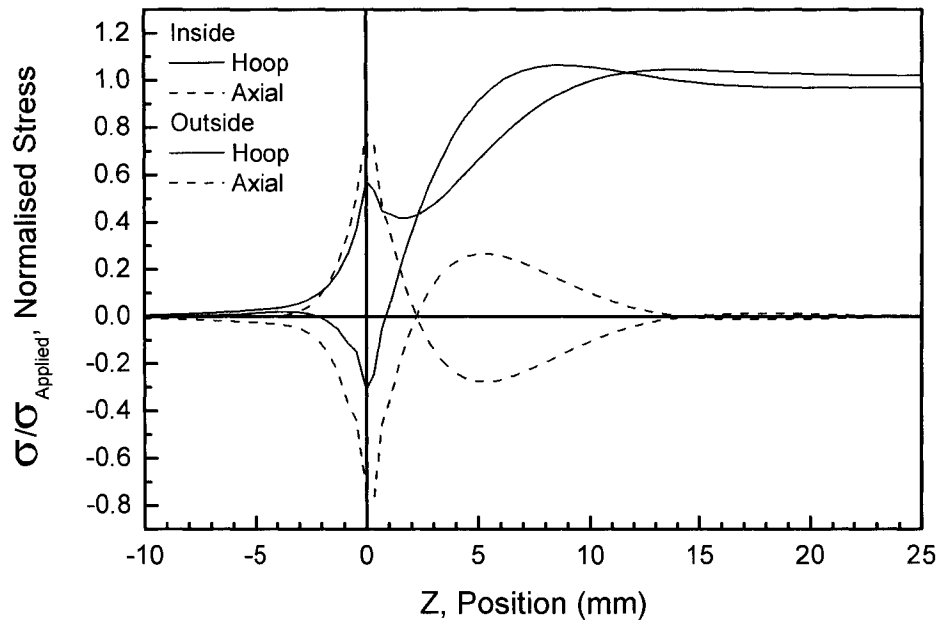 Inside
Hoop
Axial
Outside
Hoop
Axial
σ/σ_Applied, Normalised Stress
1.2
1.0
0.8
0.6
0.4
0.2
0.0
-0.2
-0.4
-0.6
-0.8
-10 -5 0 5 10 15 20 25
Z, Position (mm)